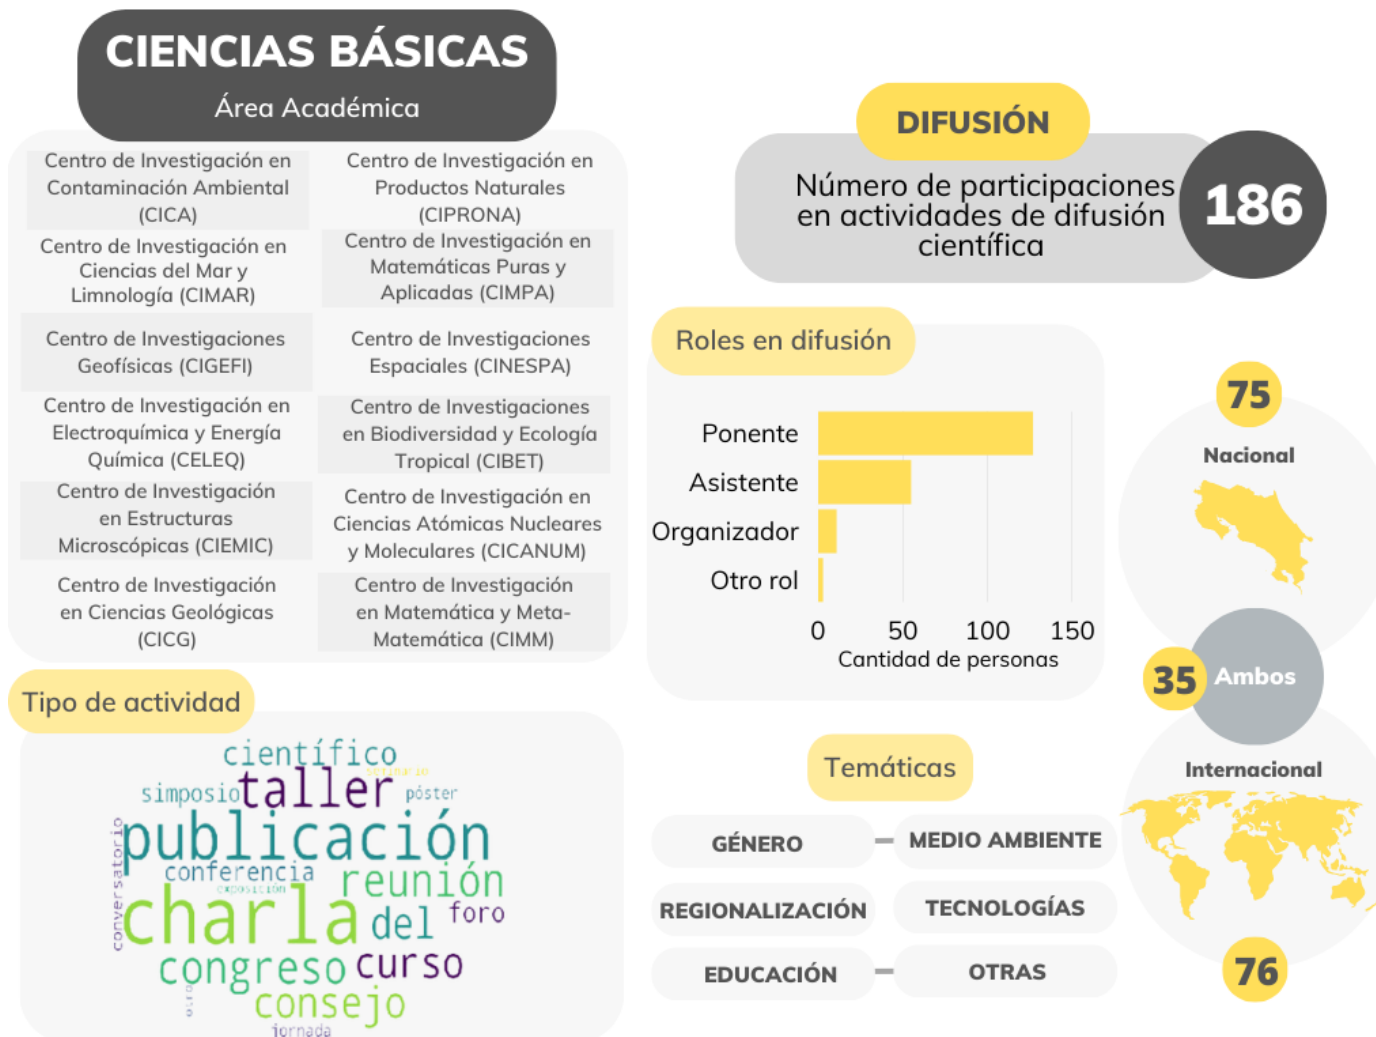 CIENCIAS BÁSICAS
Área Académica
Centro de Investigación en
Contaminación Ambiental
(CICA)
Centro de Investigación en
Productos Naturales
(CIPRONA)
Centro de Investigación en
Ciencias del Mar y
Limnología (CIMAR)
Centro de Investigación en
Matemáticas Puras y
Aplicadas (CIMPA)
Centro de Investigaciones
Geofísicas (CIGEFI)
Centro de Investigaciones
Espaciales (CINESPA)
Centro de Investigación en
Electroquímica y Energía
Química (CELEQ)
Centro de Investigaciones
en Biodiversidad y Ecología
Tropical (CIBET)
Centro de Investigación
en Estructuras
Microscópicas (CIEMIC)
Centro de Investigación en
Ciencias Atómicas Nucleares
y Moleculares (CICANUM)
Centro de Investigación
en Ciencias Geológicas
(CICG)
Centro de Investigación
en Matemática y Meta-
Matemática (CIMM)
Tipo de actividad
científico
seminario
simposio
taller
póster
publicación
conversatorio
conferencia
exposición
reunión
charla
del
foro
congreso
curso
otro
consejo
jornada
DIFUSIÓN
Número de participaciones
en actividades de difusión
científica
186
Roles en difusión
Ponente
Asistente
Organizador
Otro rol
0 50 100 150
Cantidad de personas
75
Nacional
35
Ambos
Internacional
76
Temáticas
GÉNERO
MEDIO AMBIENTE
REGIONALIZACIÓN
TECNOLOGÍAS
EDUCACIÓN
OTRAS